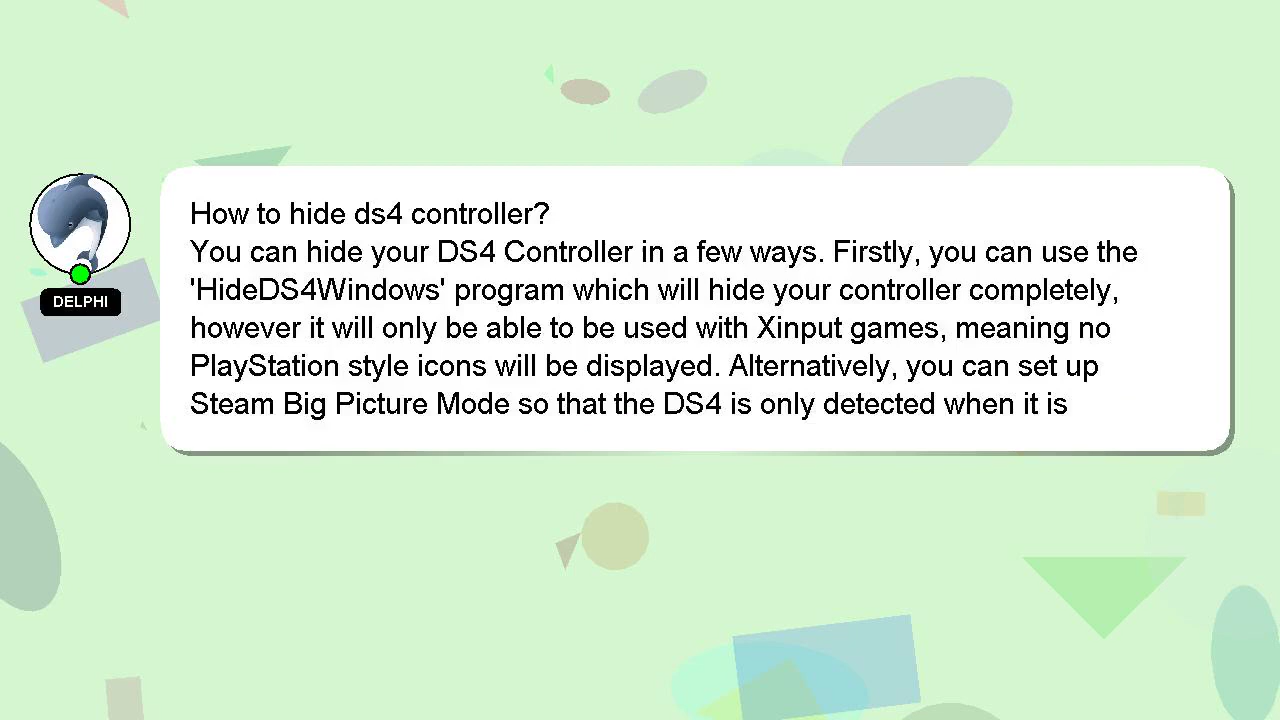 How to hide ds4 controller?
You can hide your DS4 Controller in a few ways. Firstly, you can use the
'HideDS4Windows' program which will hide your controller completely,
however it will only be able to be used with Xinput games, meaning no
PlayStation style icons will be displayed. Alternatively, you can set up
Steam Big Picture Mode so that the DS4 is only detected when it is
DELPHI